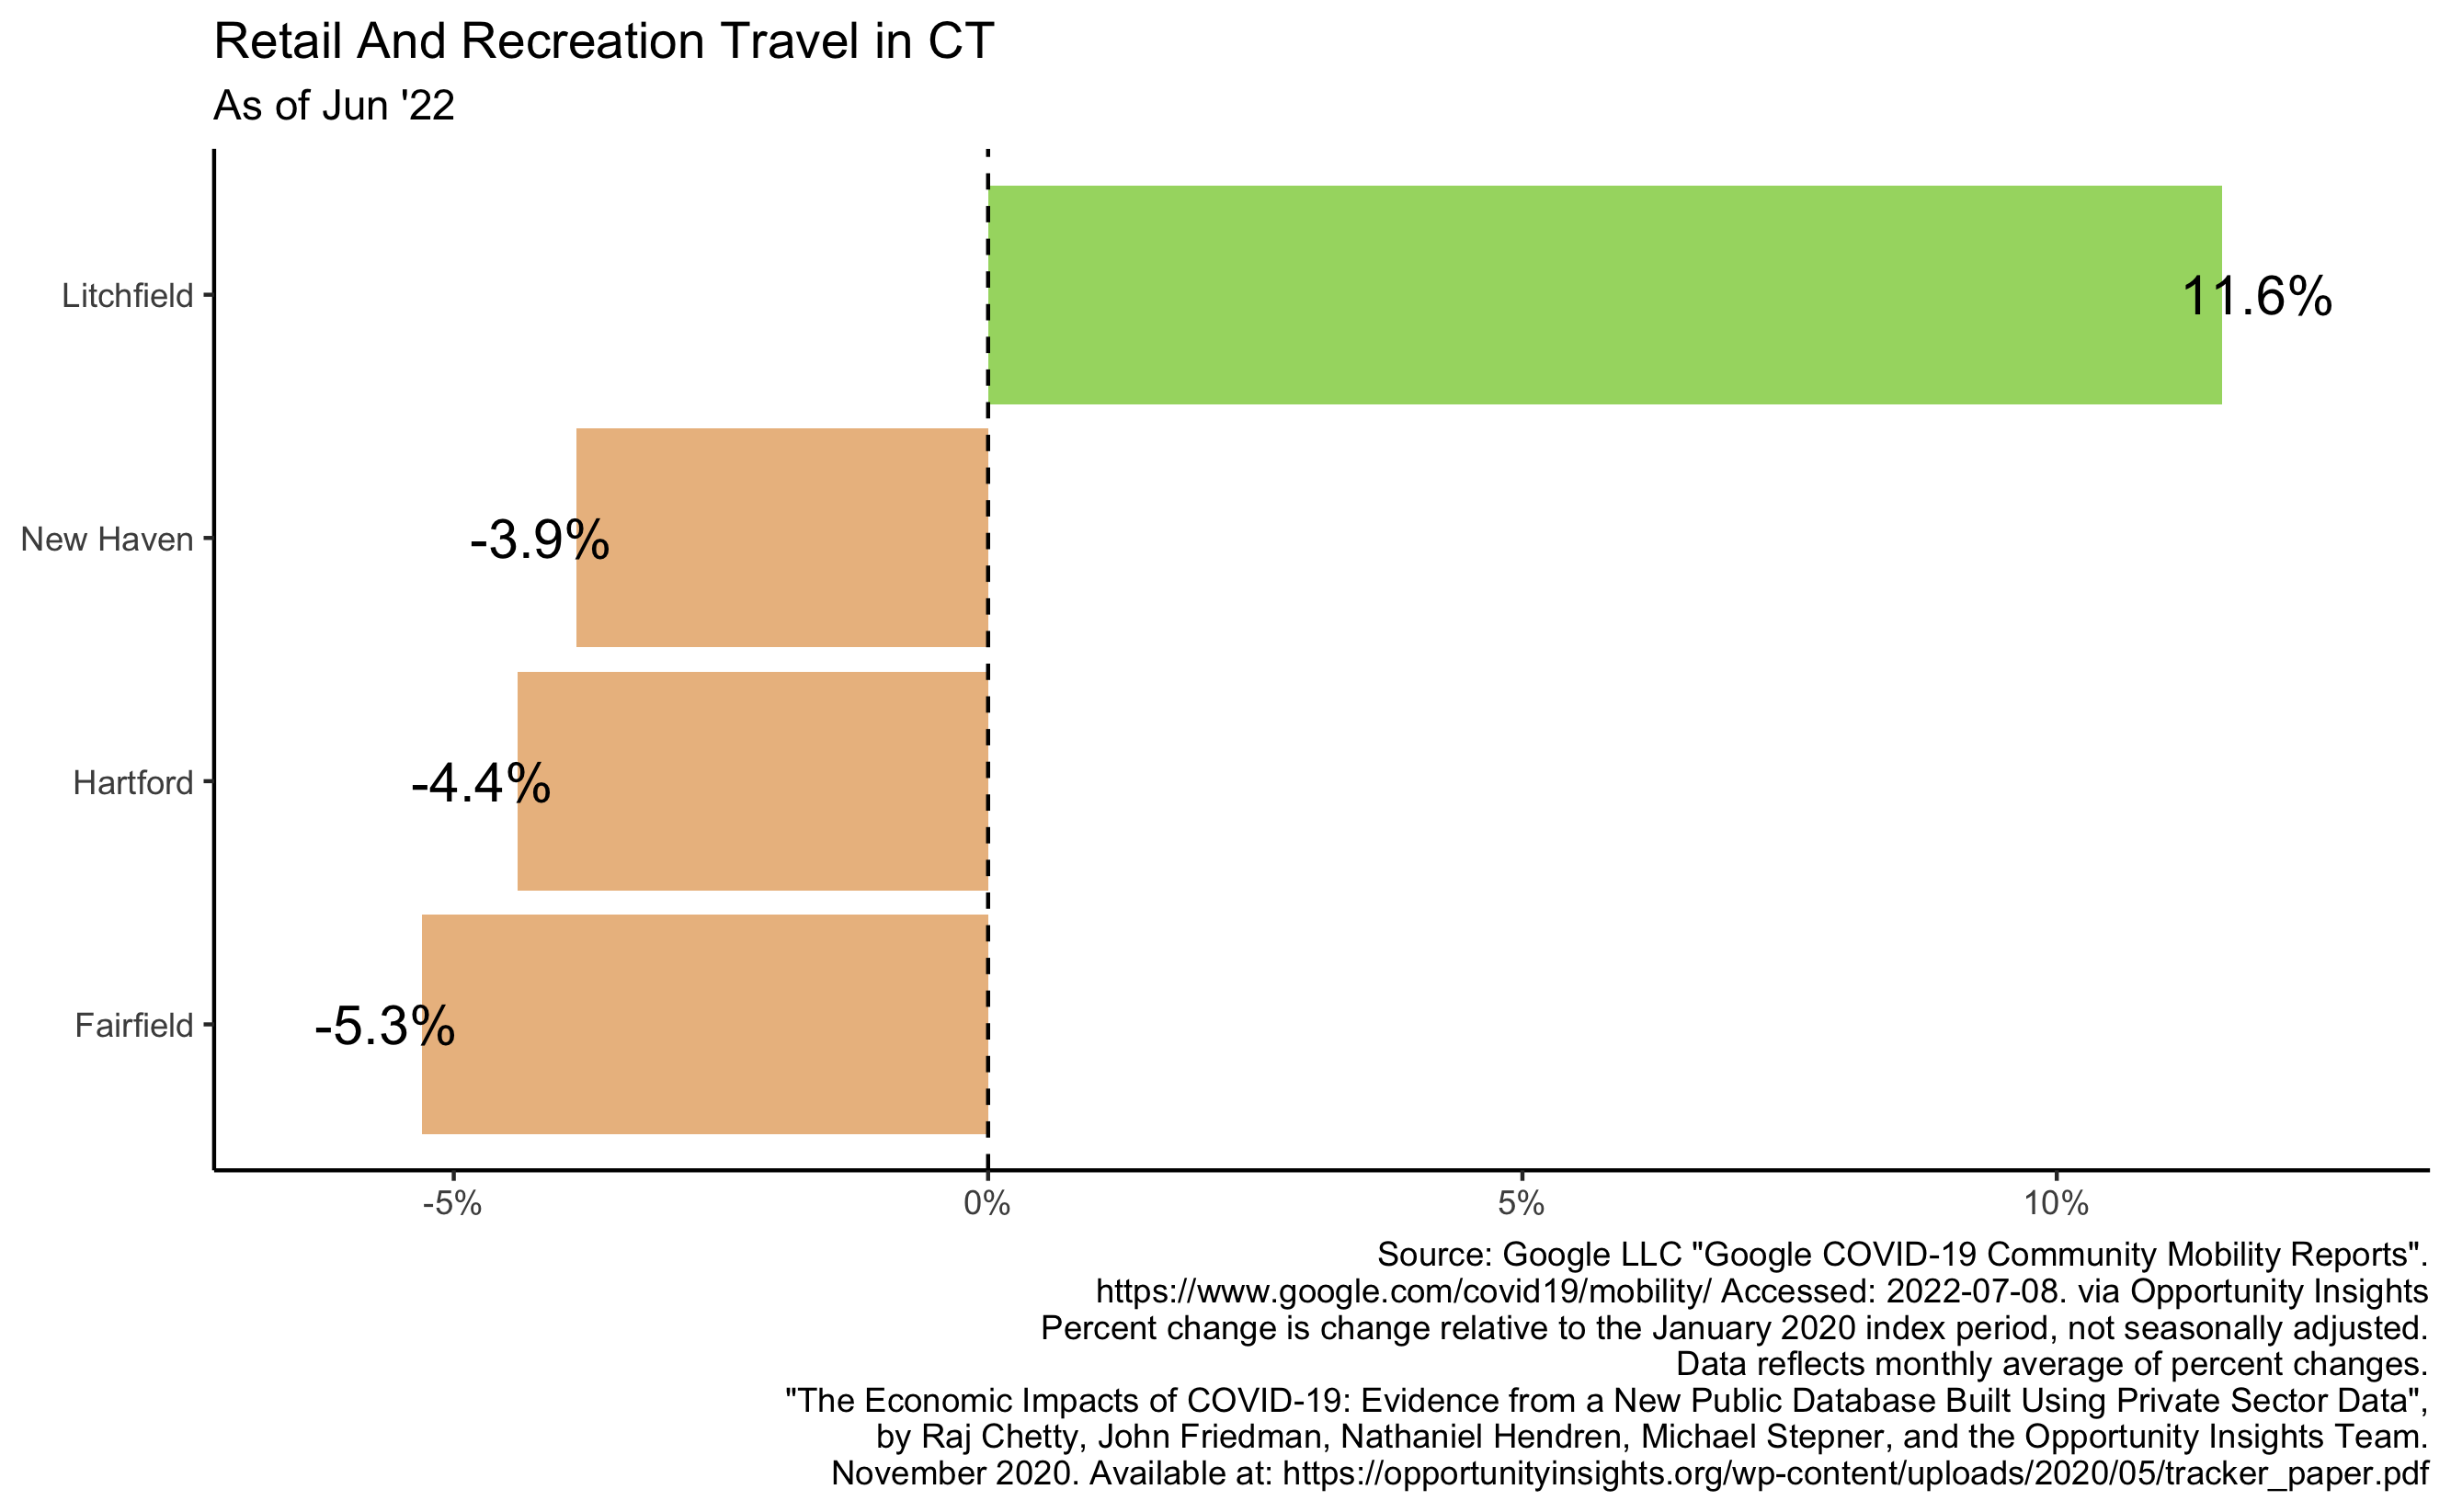 Retail And Recreation Travel in CT
As of Jun '22
Litchfield
11.6%
New Haven
-3.9%
Hartford
-4.4%
Fairfield
-5.3%
-5% 0% 5% 10%
Source: Google LLC "Google COVID-19 Community Mobility Reports".
https://www.google.com/covid19/mobility/ Accessed: 2022-07-08. via Opportunity Insights
Percent change is change relative to the January 2020 index period, not seasonally adjusted.
Data reflects monthly average of percent changes.
"The Economic Impacts of COVID-19: Evidence from a New Public Database Built Using Private Sector Data",
by Raj Chetty, John Friedman, Nathaniel Hendren, Michael Stepner, and the Opportunity Insights Team.
November 2020. Available at: https://opportunityinsights.org/wp-content/uploads/2020/05/tracker_paper.pdf